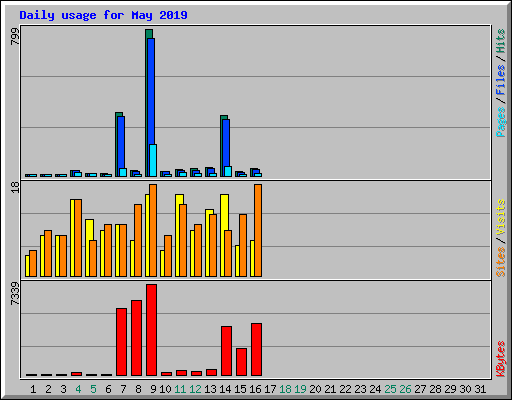 Daily usage for May 2019
799
18
7339
Pages / Files / Hits
Sites / Visits
KBytes
1 2 3 4 5 6 7 8 9 10 11 12 13 14 15 16 17 18 19 20 21 22 23 24 25 26 27 28 29 30 31